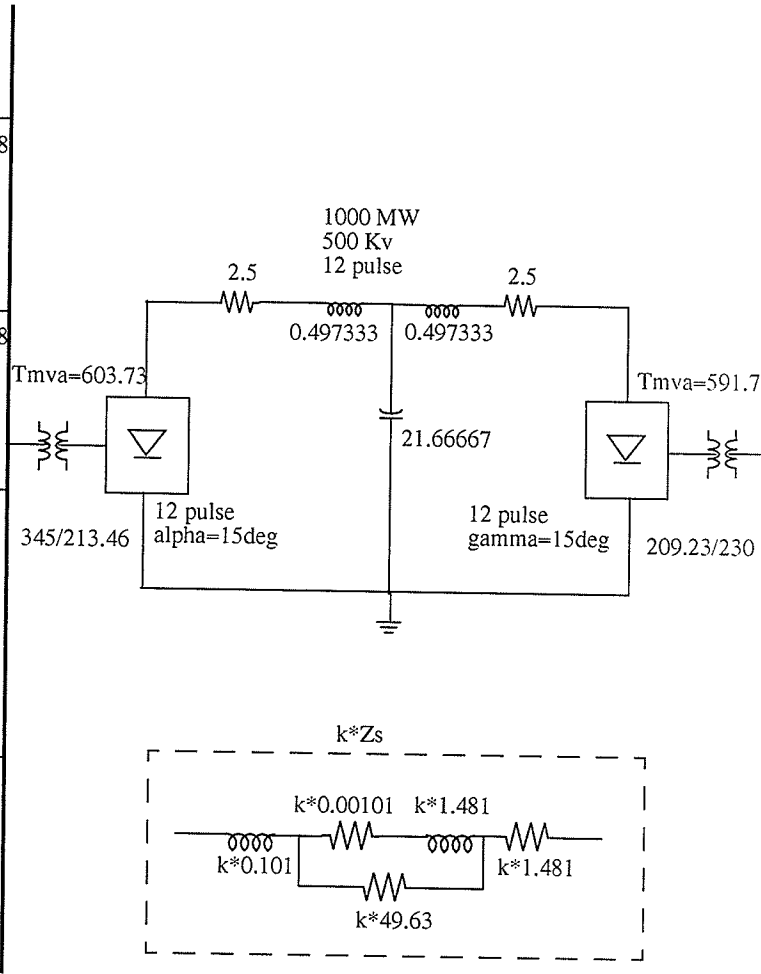 8
1000 MW
500 Kv
12 pulse
2.5
2.5
0.497333
0.497333
8
Tmva=603.73
Tmva=591.7
21.66667
345/213.46
12 pulse
alpha=15deg
12 pulse
gamma=15deg
209.23/230
k*Zs
k*0.00101
k*1.481
k*0.101
k*1.481
k*49.63